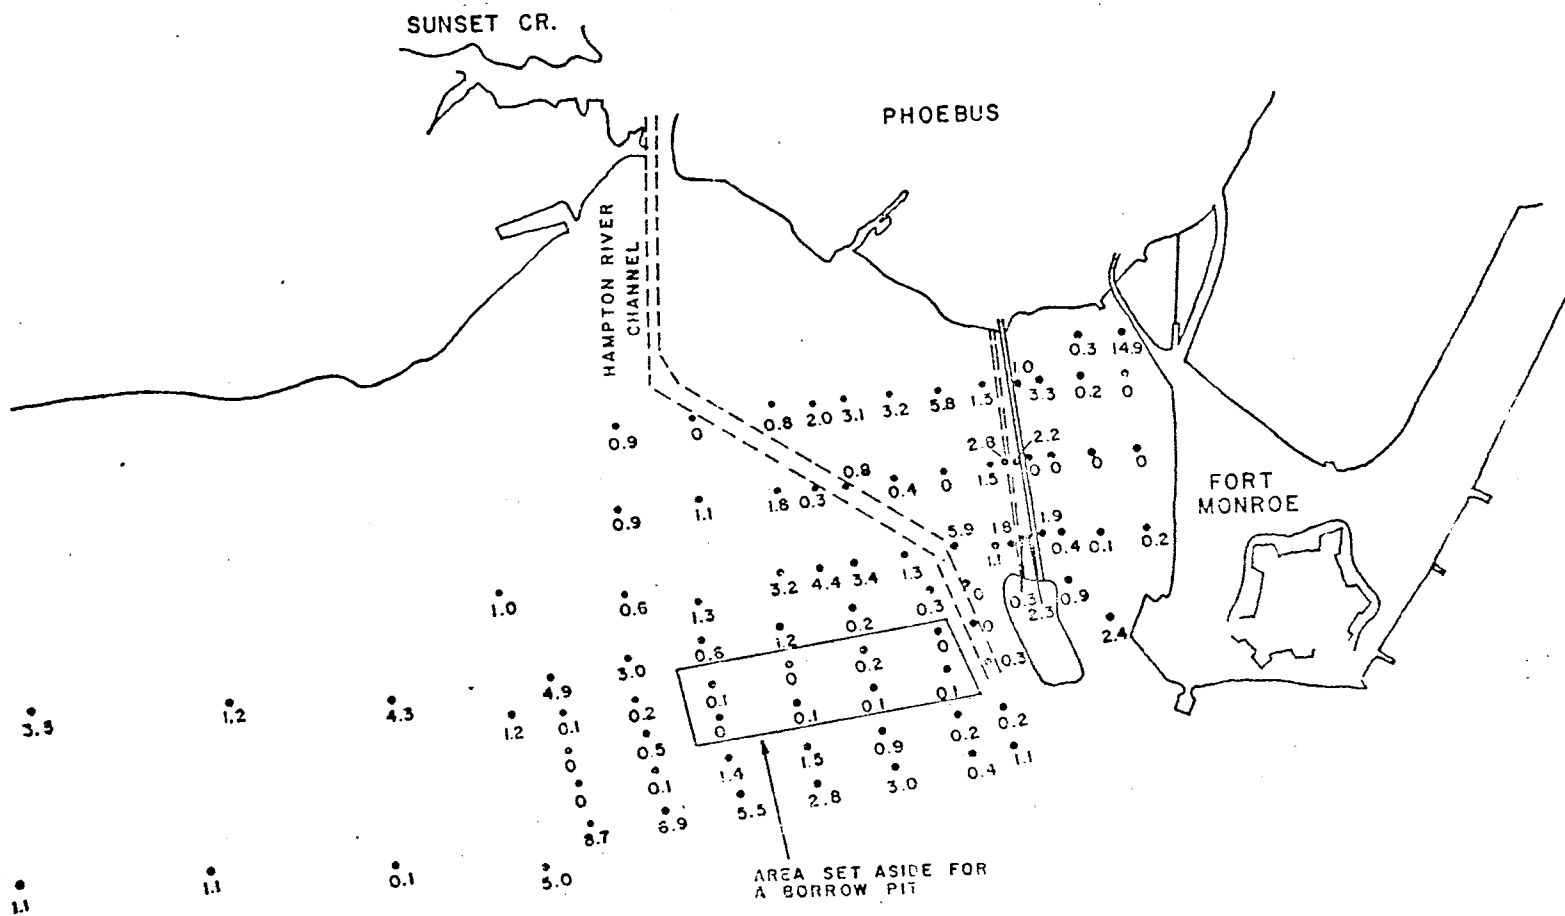 SUNSET CR.
PHOEBUS
HAMPTON RIVER
CHANNEL
0.3 14.9
1.0
0.8 2.0 3.1 3.2 5.8 1.5 3.3 0.2 0
0.9 0
2.8 2.2
0.8
1.8 0.3 0.4 0 1.5 0 0 0 0
0.9 1.1
FORT
MONROE
5.9 1.8 1.9
1.1 0.4 0.1 0.2
3.2 4.4 3.4 1.3
1.0 0.6 1.3 0.3 0 0.3 0.9
2.3
1.2 0.2 0 2.4
0.6 0
3.0 0 0.2 0.3
4.9 0.1 0.1
3.5 1.2 4.3 1.2 0.1 0.2 0 0.1 0.1
0.2 0.2
0 0.5 1.4 1.5 0.9 0.4 1.1
0 0.1 5.5 2.8 3.0
8.7 6.9
1.1 1.1 0.1 5.0
AREA SET ASIDE FOR
A BORROW PIT